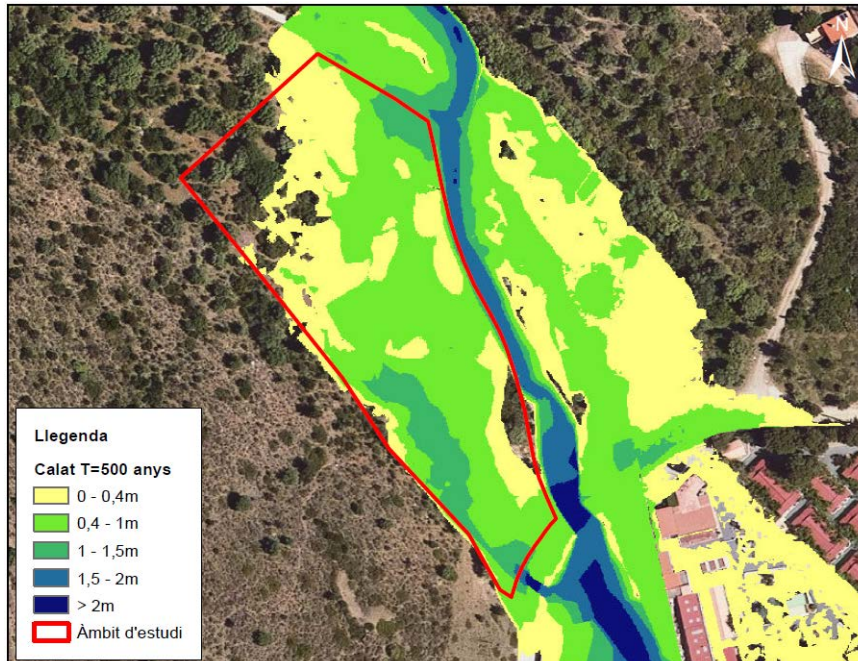 N
Llegenda
Calat T=500 anys
0 - 0,4m
0,4 - 1m
1 - 1,5m
1,5 - 2m
> 2m
Àmbit d'estudi